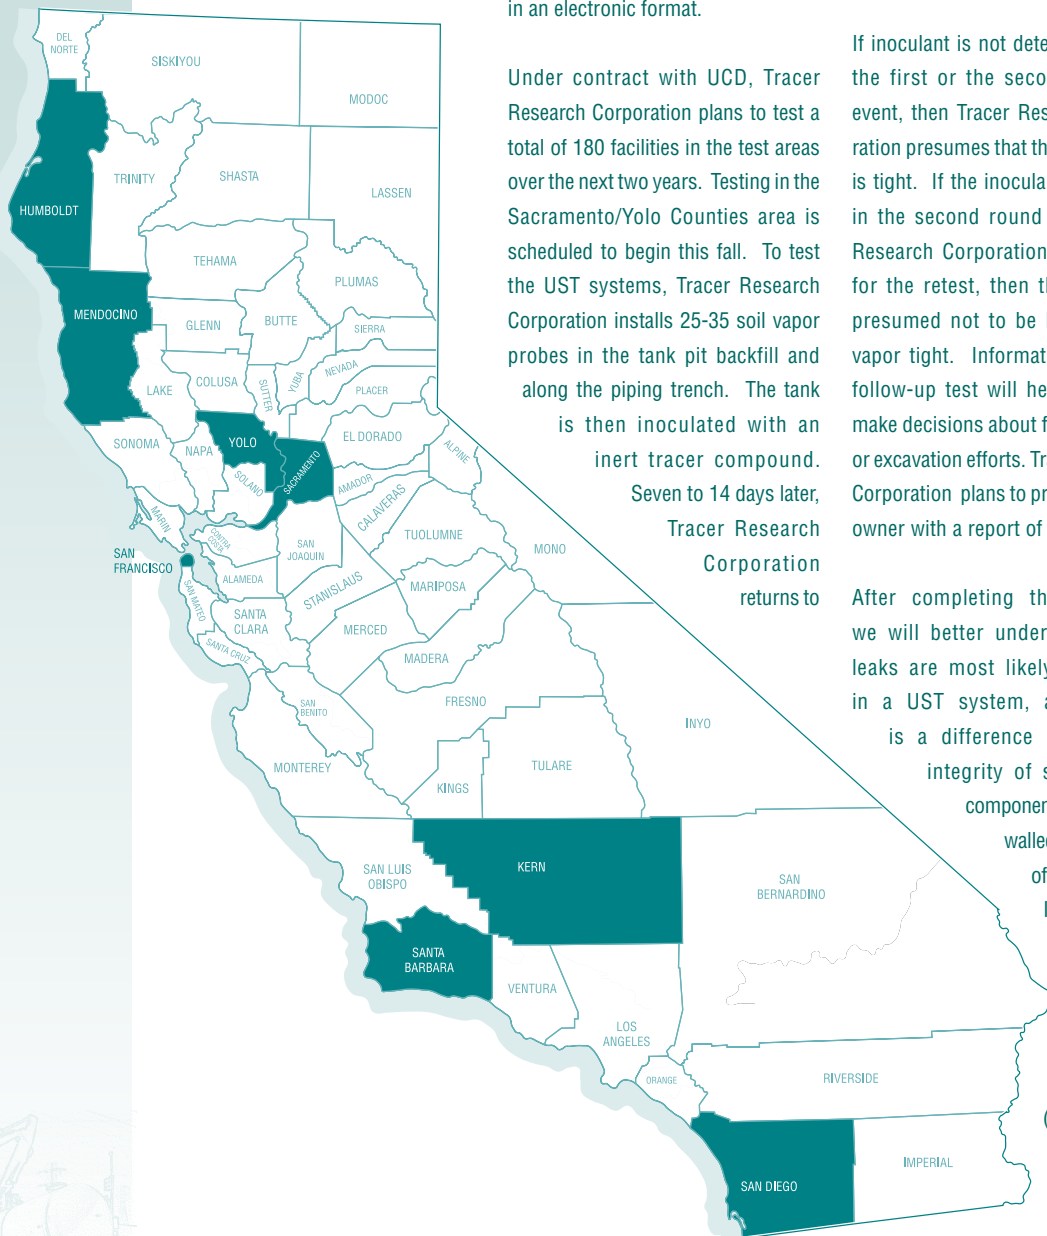 in an electronic format.
Under contract with UCD, Tracer
Research Corporation plans to test a
total of 180 facilities in the test areas
over the next two years. Testing in the
Sacramento/Yolo Counties area is
scheduled to begin this fall. To test
the UST systems, Tracer Research
Corporation installs 25-35 soil vapor
probes in the tank pit backfill and
along the piping trench. The tank
is then inoculated with an
inert tracer compound.
Seven to 14 days later,
Tracer Research
Corporation
returns to
If inoculant is not dete
the first or the seco
event, then Tracer Res
ration presumes that th
is tight. If the inocula
in the second round
Research Corporation
for the retest, then th
presumed not to be
vapor tight. Informat
follow-up test will he
make decisions about f
or excavation efforts. Tr
Corporation plans to pr
owner with a report of
After completing th
we will better under
leaks are most likely
in a UST system, a
is a difference
integrity of s
componen
walled
of
DEL
NORTE
SISKIYOU
MODOC
HUMBOLDT
TRINITY
SHASTA
LASSEN
TEHAMA
PLUMAS
MENDOCINO
GLENN
BUTTE
SIERRA
LAKE
COLUSA
SUTTER
YUBA
NEVADA
PLACER
SONOMA
NAPA
YOLO
SACRAMENTO
EL DORADO
ALPINE
SOLANO
AMADOR
CALAVERAS
MARIN
SAN
FRANCISCO
CONTRA
COSTA
SAN
JOAQUIN
TUOLUMNE
MONO
ALAMEDA
SAN MATEO
SANTA
CLARA
STANISLAUS
MARIPOSA
SANTA CRUZ
MERCED
MADERA
SAN
BENITO
FRESNO
INYO
MONTEREY
KINGS
TULARE
SAN LUIS
OBISPO
KERN
SAN
BERNARDINO
SANTA
BARBARA
VENTURA
LOS
ANGELES
ORANGE
RIVERSIDE
SAN DIEGO
IMPERIAL